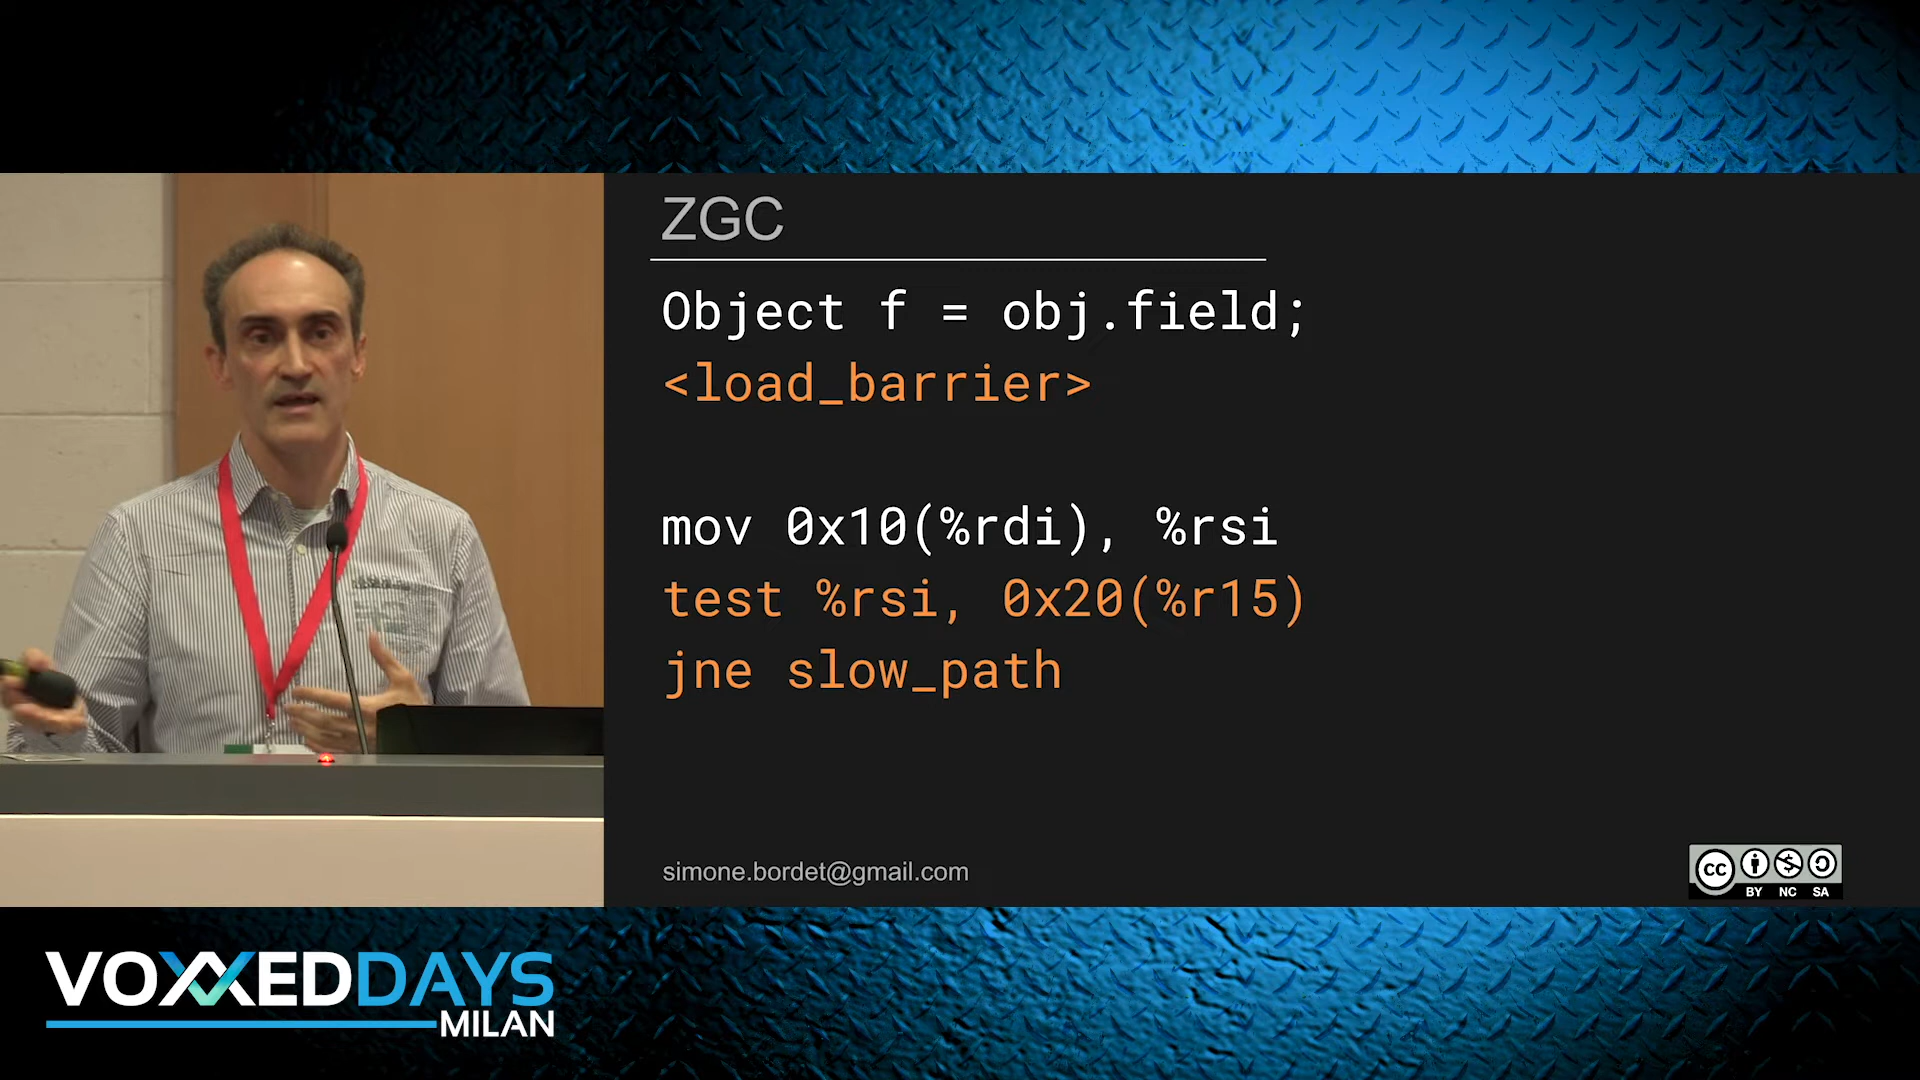 ZGC
Object f = obj.field;
<load_barrier>
mov 0x10(%rdi), %rsi
test %rsi, 0x20(%r15)
jne slow_path
simone.bordet@gmail.com
cc
BY NC SA
VOXXEDDAYS
MILAN